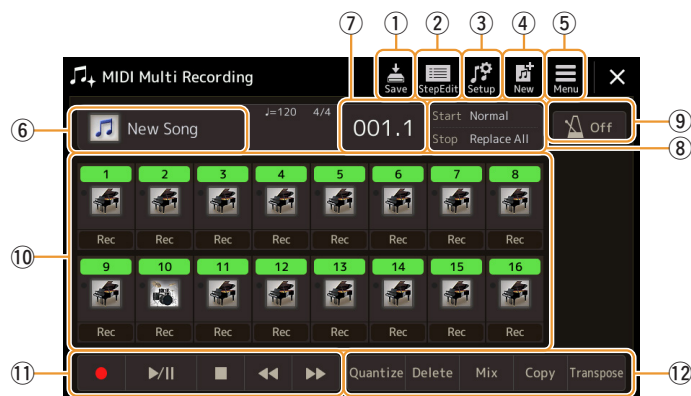 ⑦ ① ② ③ ④ ⑤
MIDI Multi Recording
Save StepEdit Setup New Menu
⑥ New Song
♩=120 4/4
001.1
Start Normal
Stop Replace All
Off ⑨
⑧
1 2 3 4 5 6 7 8
Rec Rec Rec Rec Rec Rec Rec Rec
⑩
9 10 11 12 13 14 15 16
Rec Rec Rec Rec Rec Rec Rec Rec
⑪ Quantize Delete Mix Copy Transpose ⑫